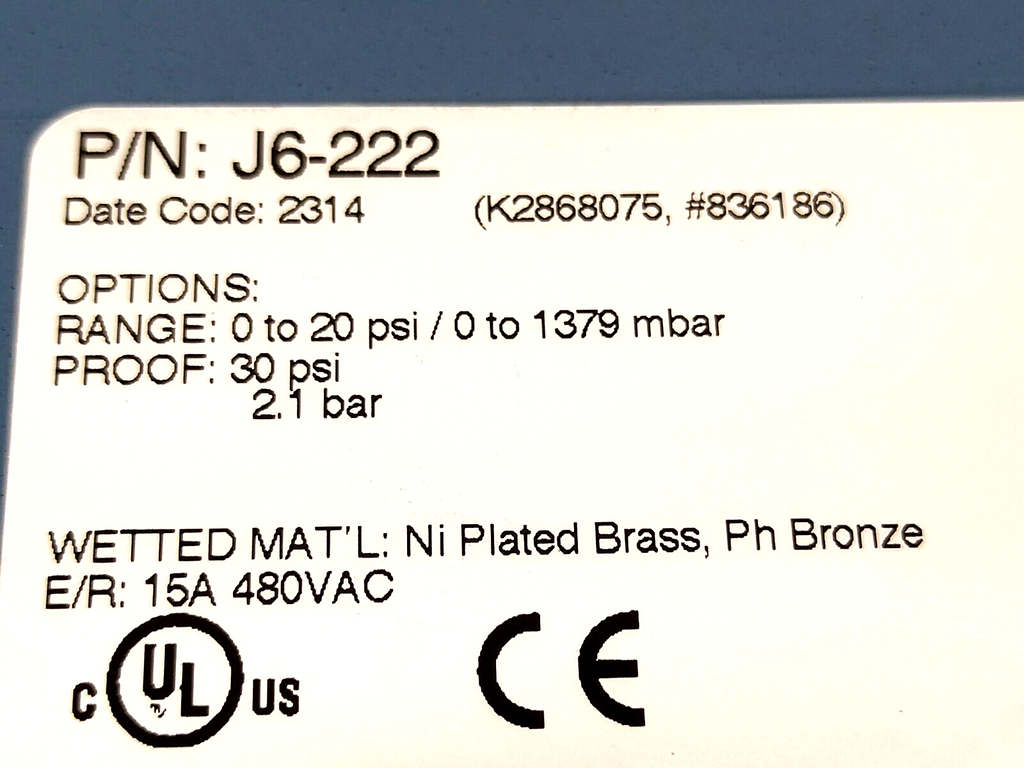 P/N: J6-222
Date Code: 2314 (K2868075, #836186)
OPTIONS:
RANGE: 0 to 20 psi / 0 to 1379 mbar
PROOF: 30 psi
2.1 bar
WETTED MAT'L: Ni Plated Brass, Ph Bronze
E/R: 15A 480VAC
C UL US CE